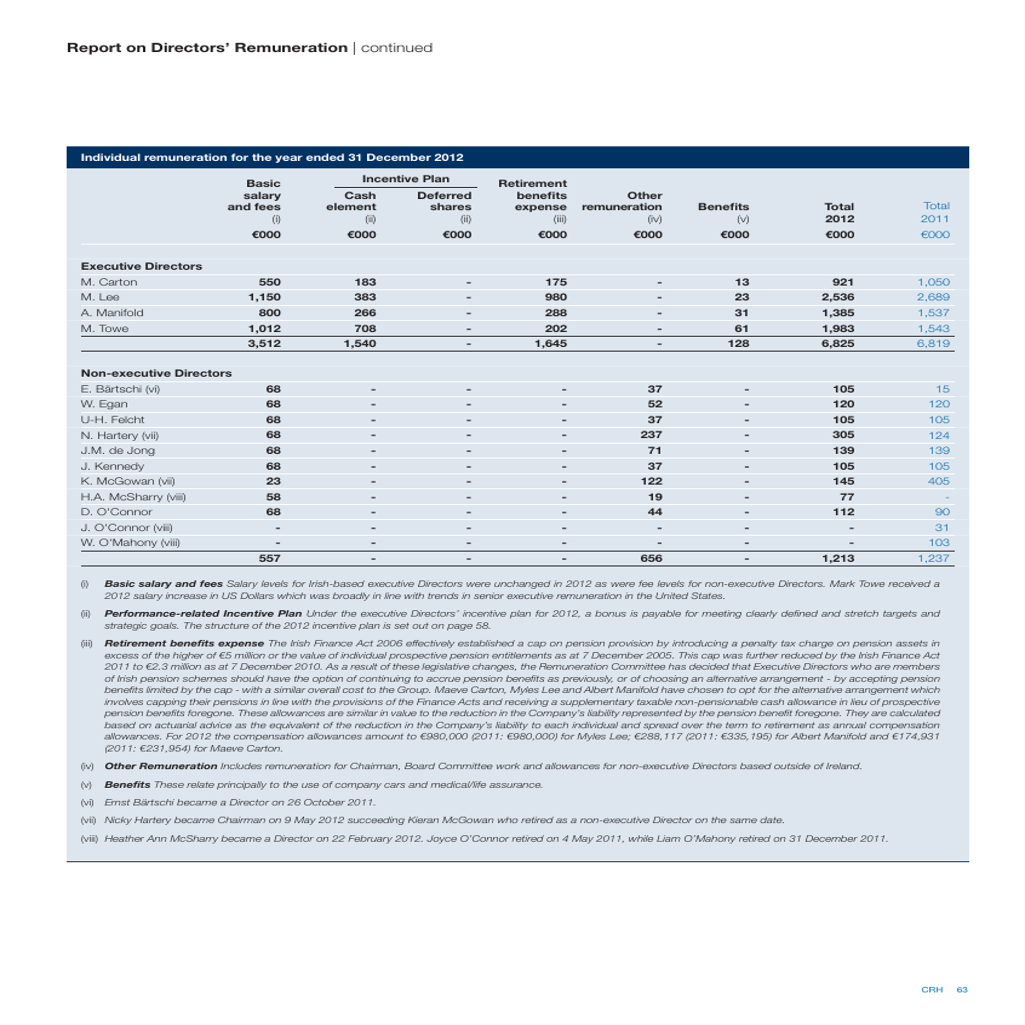 Report on Directors' Remuneration | continued
Individual remuneration for the year ended 31 December 2012
Incentive Plan
Basic salary and fees (i) €000
Cash element (ii) €000
Deferred shares (ii) €000
Retirement benefits expense (iii) €000
Other remuneration (iv) €000
Benefits (v) €000
Total 2012 €000
Total 2011 €000
Executive Directors
M. Carton 550 183 - 175 - 13 921 1,050
M. Lee 1,150 383 - 980 - 23 2,536 2,689
A. Manifold 800 266 - 288 - 31 1,385 1,537
M. Towe 1,012 708 - 202 - 61 1,983 1,543
3,512 1,540 - 1,645 - 128 6,825 6,819
Non-executive Directors
E. Bärtschi (vi) 68 - - - 37 - 105 15
W. Egan 68 - - - 52 - 120 120
U-H. Felcht 68 - - - 37 - 105 105
N. Hartery (vii) 68 - - - 237 - 305 124
J.M. de Jong 68 - - - 71 - 139 139
J. Kennedy 68 - - - 37 - 105 105
K. McGowan (vii) 23 - - - 122 - 145 405
H.A. McSharry (viii) 58 - - - 19 - 77 -
D. O'Connor 68 - - - 44 - 112 90
J. O'Connor (viii) - - - - - - - 31
W. O'Mahony (viii) - - - - - - - 103
557 - - - 656 - 1,213 1,237
(i) Basic salary and fees Salary levels for Irish-based executive Directors were unchanged in 2012 as were fee levels for non-executive Directors. Mark Towe received a
2012 salary increase in US Dollars which was broadly in line with trends in senior executive remuneration in the United States.
(ii) Performance-related Incentive Plan Under the executive Directors' incentive plan for 2012, a bonus is payable for meeting clearly defined and stretch targets and
strategic goals. The structure of the 2012 incentive plan is set out on page 58.
(iii) Retirement benefits expense The Irish Finance Act 2006 effectively established a cap on pension provision by introducing a penalty tax charge on pension assets in
excess of the higher of €5 million or the value of individual prospective pension entitlements as at 7 December 2005. This cap was further reduced by the Irish Finance Act
2011 to €2.3 million as at 7 December 2010. As a result of these legislative changes, the Remuneration Committee has decided that Executive Directors who are members
of Irish pension schemes should have the option of continuing to accrue pension benefits as previously, or of choosing an alternative arrangement - by accepting pension
benefits limited by the cap - with a similar overall cost to the Group. Maeve Carton, Myles Lee and Albert Manifold have chosen to opt for the alternative arrangement which
involves capping their pensions in line with the provisions of the Finance Acts and receiving a supplementary taxable non-pensionable cash allowance in lieu of prospective
pension benefits foregone. These allowances are similar in value to the reduction in the Company's liability represented by the pension benefit foregone. They are calculated
based on actuarial advice as the equivalent of the reduction in the Company's liability to each individual and spread over the term to retirement as annual compensation
allowances. For 2012 the compensation allowances amount to €980,000 (2011: €980,000) for Myles Lee; €288,117 (2011: €335,195) for Albert Manifold and €174,931
(2011: €231,954) for Maeve Carton.
(iv) Other Remuneration Includes remuneration for Chairman, Board Committee work and allowances for non-executive Directors based outside of Ireland.
(v) Benefits These relate principally to the use of company cars and medical/life assurance.
(vi) Ernst Bärtschi became a Director on 26 October 2011.
(vii) Nicky Hartery became Chairman on 9 May 2012 succeeding Kieran McGowan who retired as a non-executive Director on the same date.
(viii) Heather Ann McSharry became a Director on 22 February 2012. Joyce O'Connor retired on 4 May 2011, while Liam O'Mahony retired on 31 December 2011.
CRH 63